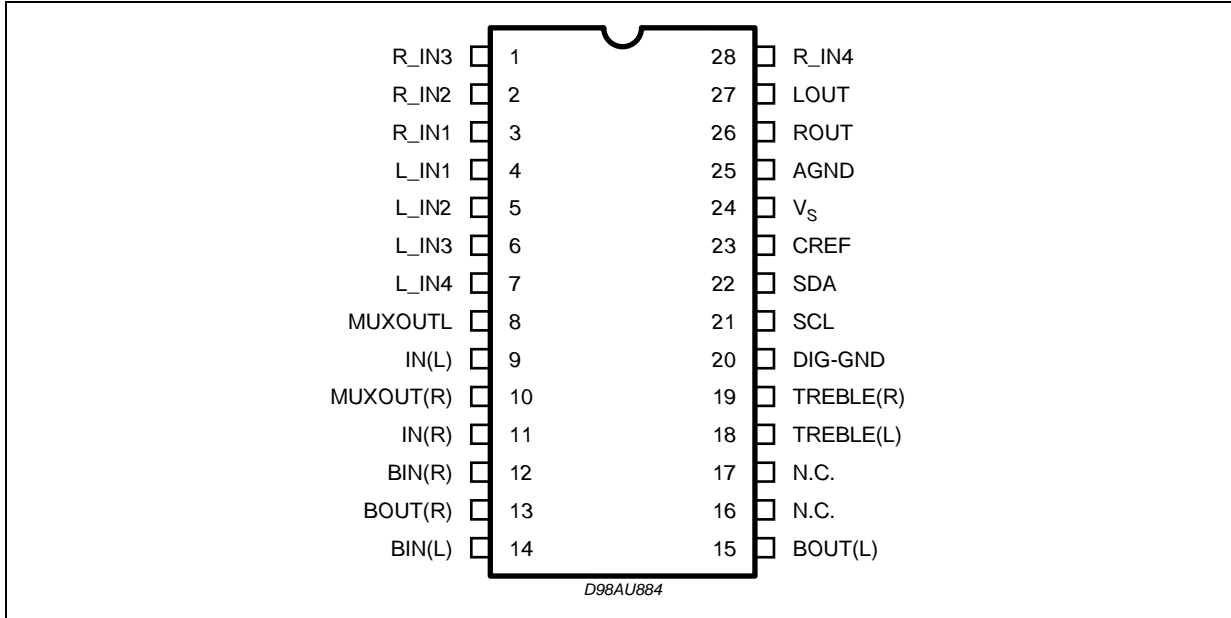 R_IN3 1 28 R_IN4
R_IN2 2 27 LOUT
R_IN1 3 26 ROUT
L_IN1 4 25 AGND
L_IN2 5 24 VS
L_IN3 6 23 CREF
L_IN4 7 22 SDA
MUXOUTL 8 21 SCL
IN(L) 9 20 DIG-GND
MUXOUT(R) 10 19 TREBLE(R)
IN(R) 11 18 TREBLE(L)
BIN(R) 12 17 N.C.
BOUT(R) 13 16 N.C.
BIN(L) 14 15 BOUT(L)
D98AU884